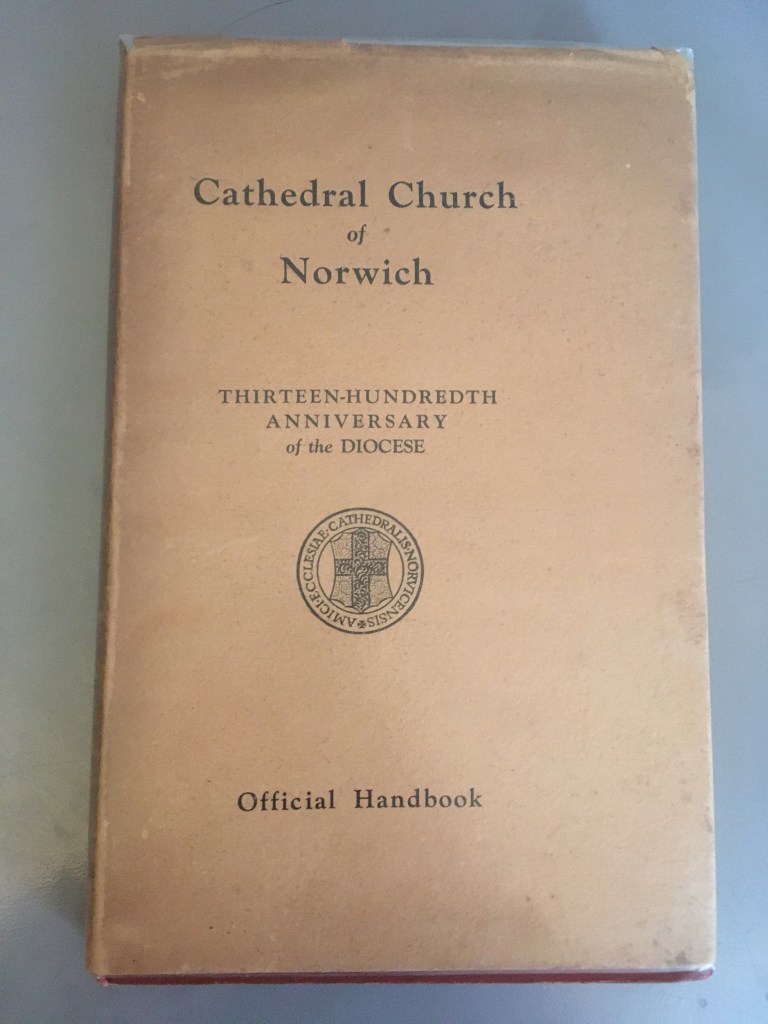 Cathedral Church
of
Norwich
THIRTEEN-HUNDREDTH
ANNIVERSARY
of the DIOCESE
AMICI·ECCLESIAE·CATHEDRALIS·NORVICENSIS✠
Official Handbook